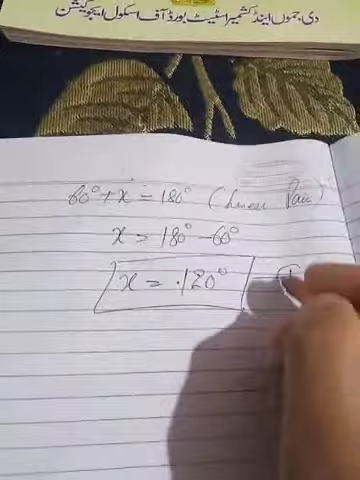 دی جموں اینڈ کشمیر اسٹیٹ بورڈ آف اسکول ایجوکیشن
60° + x = 180° (Linear Pair)
x = 180° - 60°
x = 120°